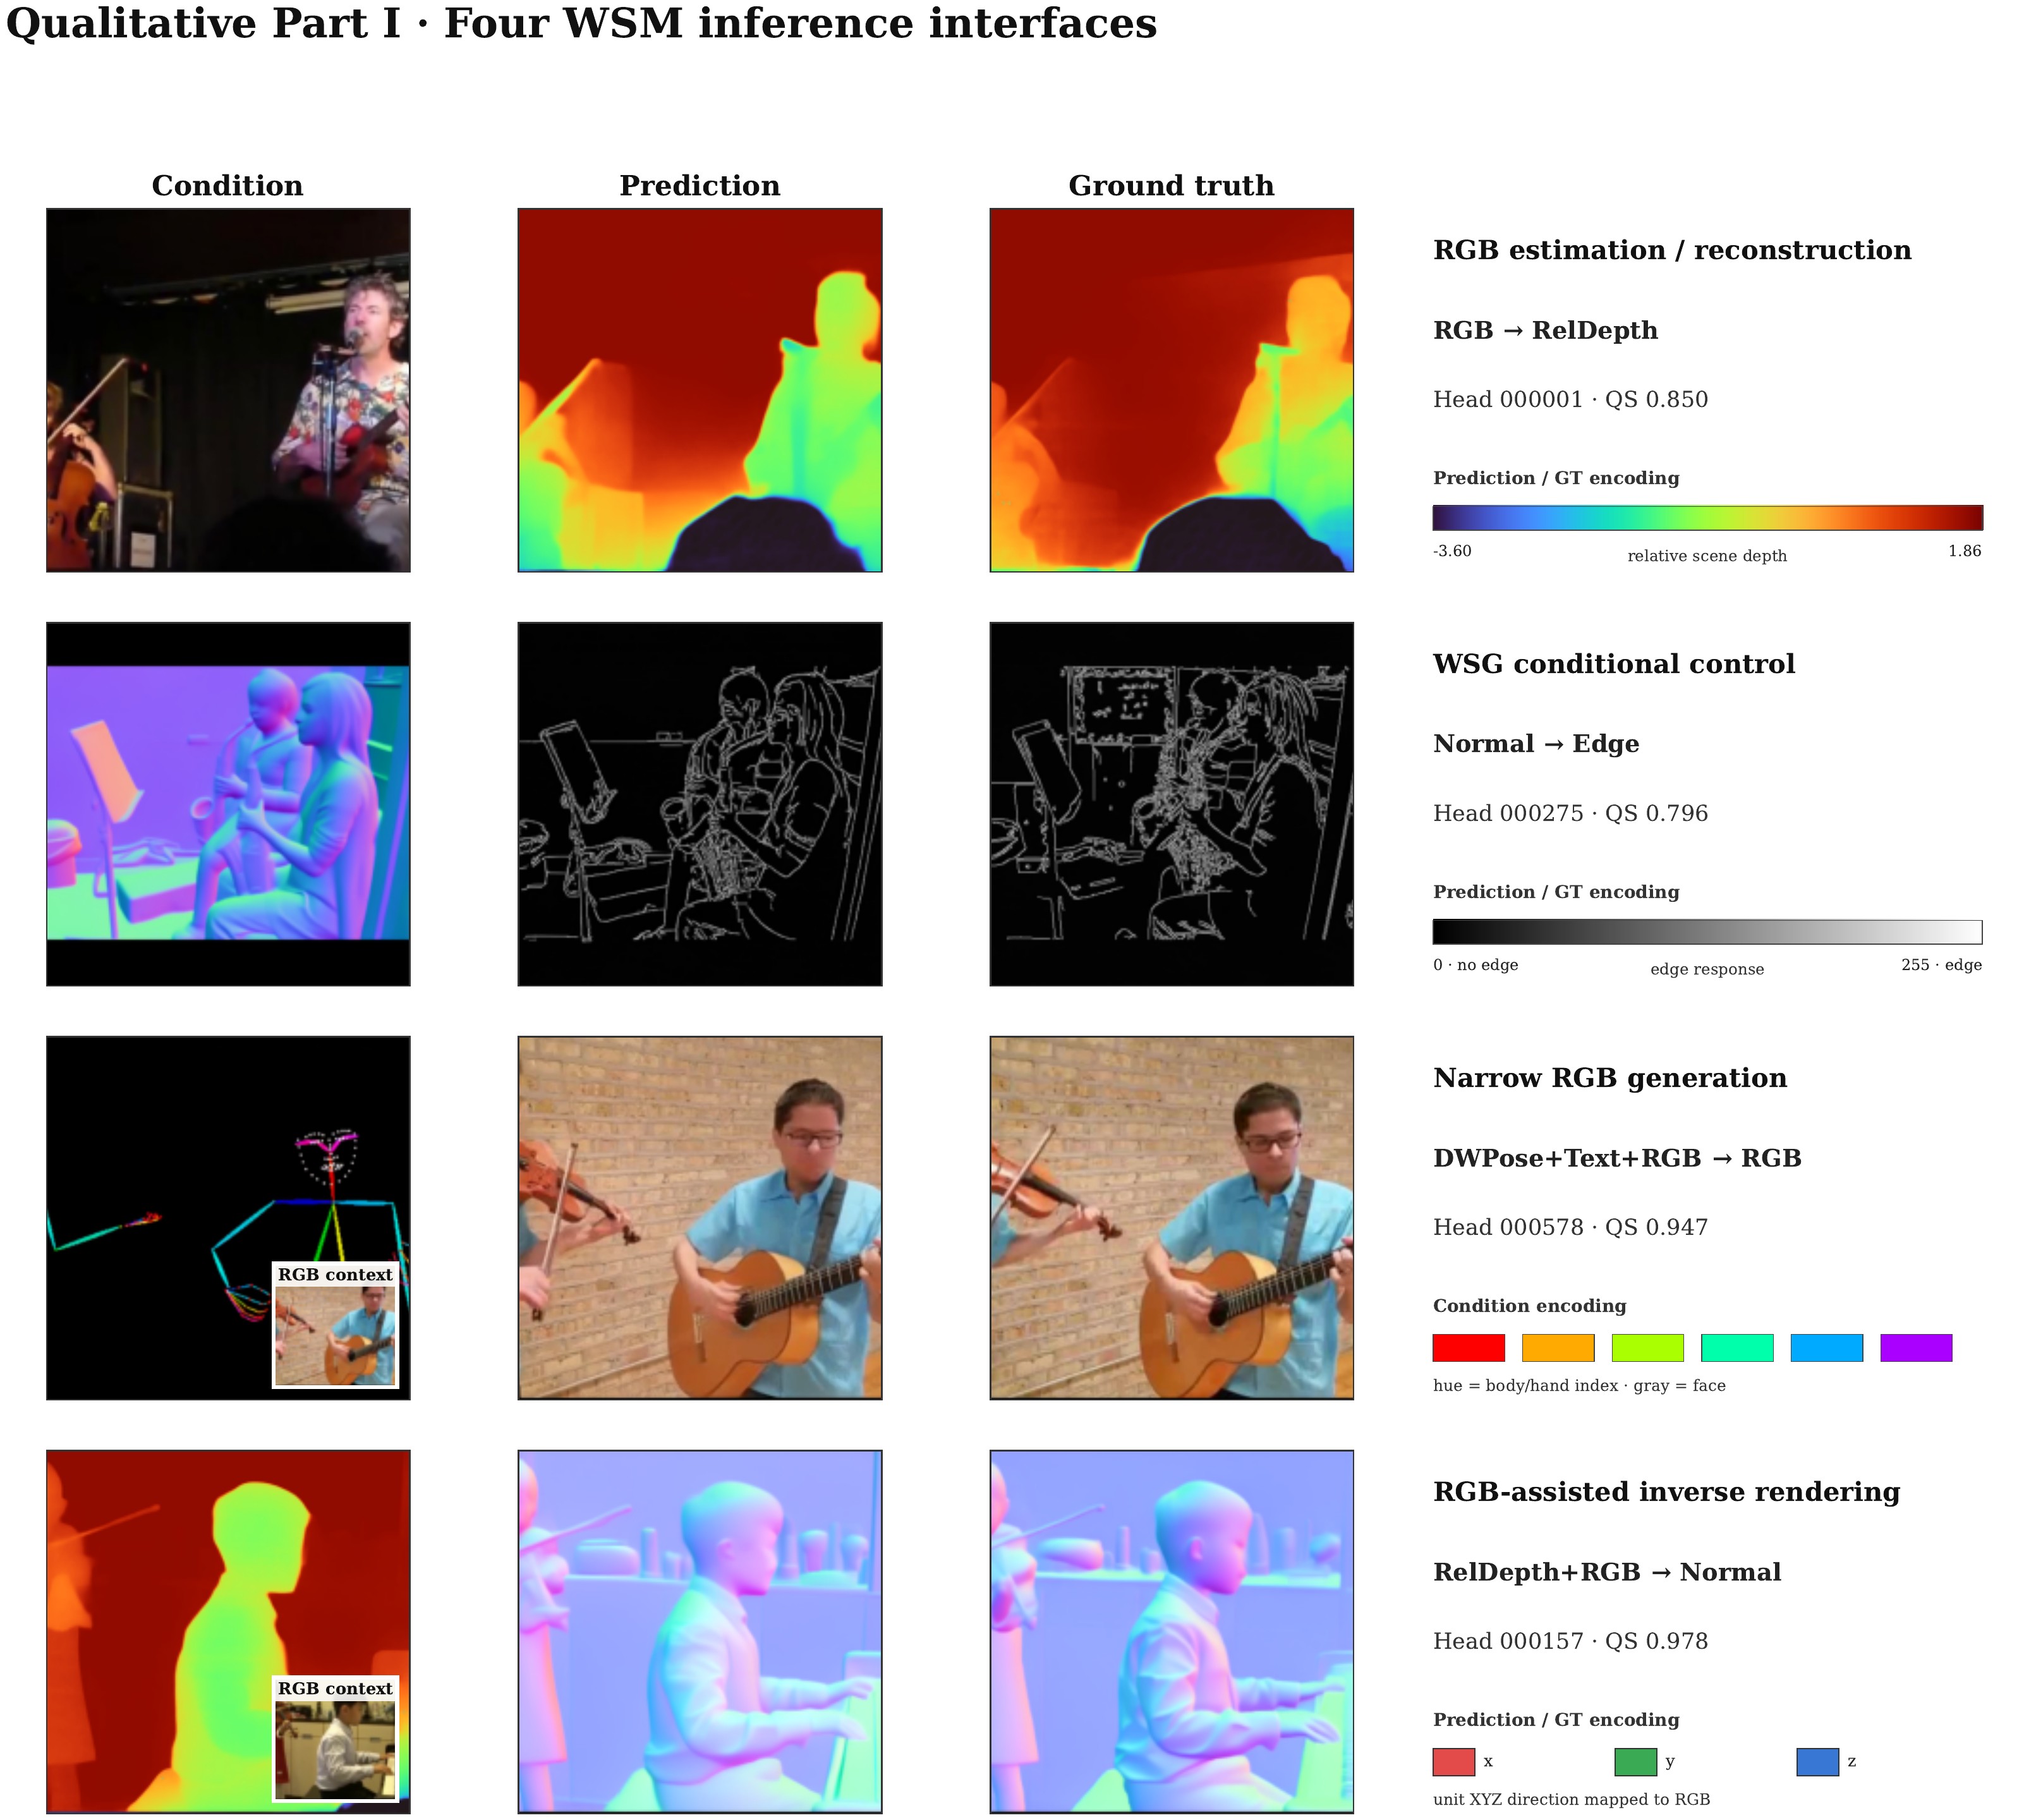 Qualitative Part I · Four WSM inference interfaces
Condition
Prediction
Ground truth
RGB estimation / reconstruction
RGB → RelDepth
Head 000001 · QS 0.850
Prediction / GT encoding
-3.60
relative scene depth
1.86
WSG conditional control
Normal → Edge
Head 000275 · QS 0.796
Prediction / GT encoding
0 · no edge
edge response
255 · edge
RGB context
Narrow RGB generation
DWPose+Text+RGB → RGB
Head 000578 · QS 0.947
Condition encoding
hue = body/hand index · gray = face
RGB context
RGB-assisted inverse rendering
RelDepth+RGB → Normal
Head 000157 · QS 0.978
Prediction / GT encoding
x
y
z
unit XYZ direction mapped to RGB